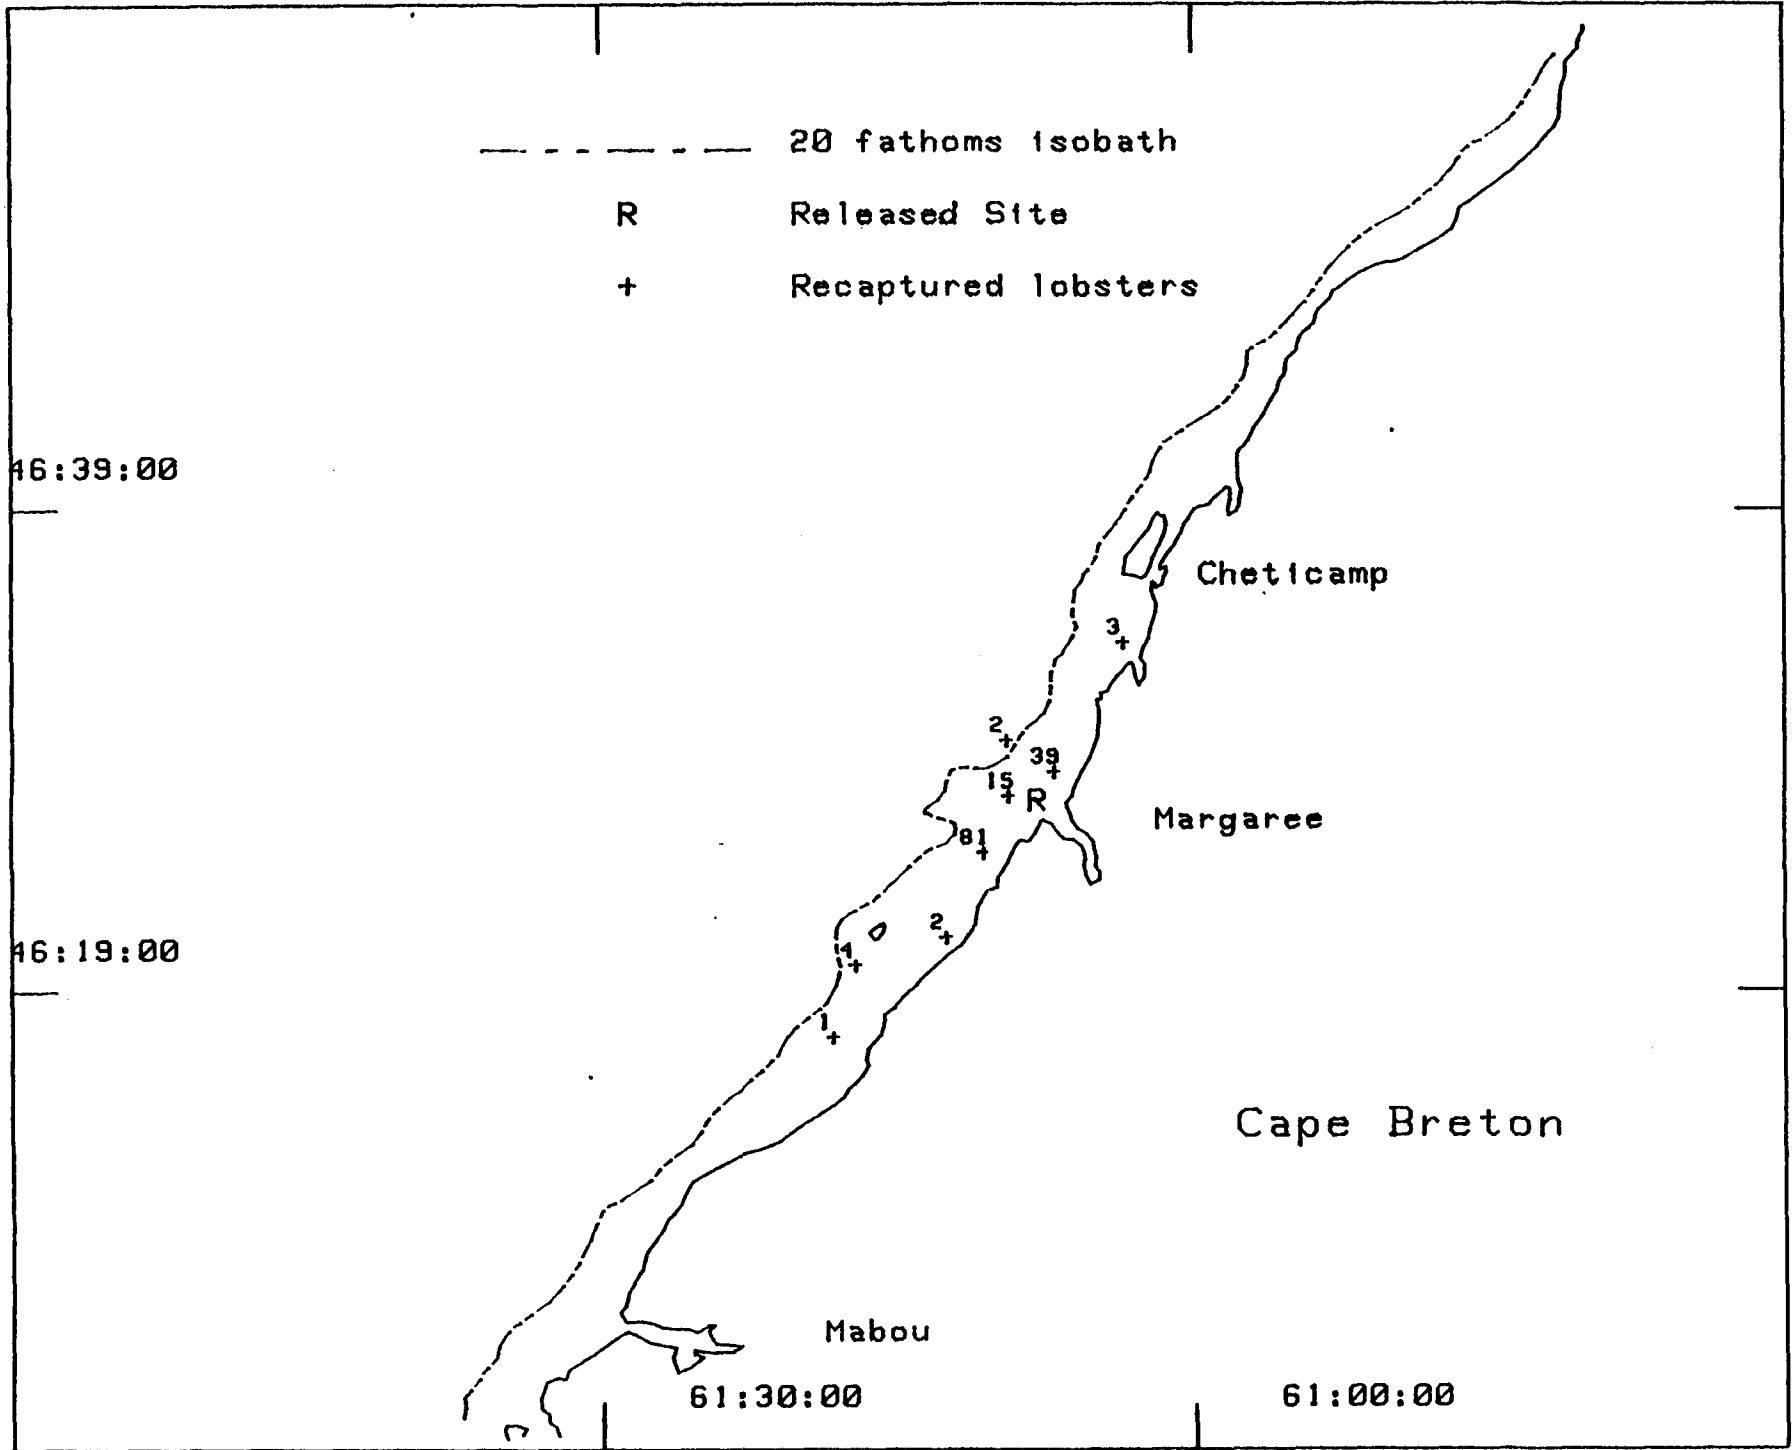 20 fathoms isobath
R Released Site
+ Recaptured lobsters
46:39:00
Cheticamp
3
+
2
+
39
+
15
+
R
Margaree
81
+
2
+
46:19:00
4
+
1
+
Cape Breton
Mabou
61:30:00 61:00:00